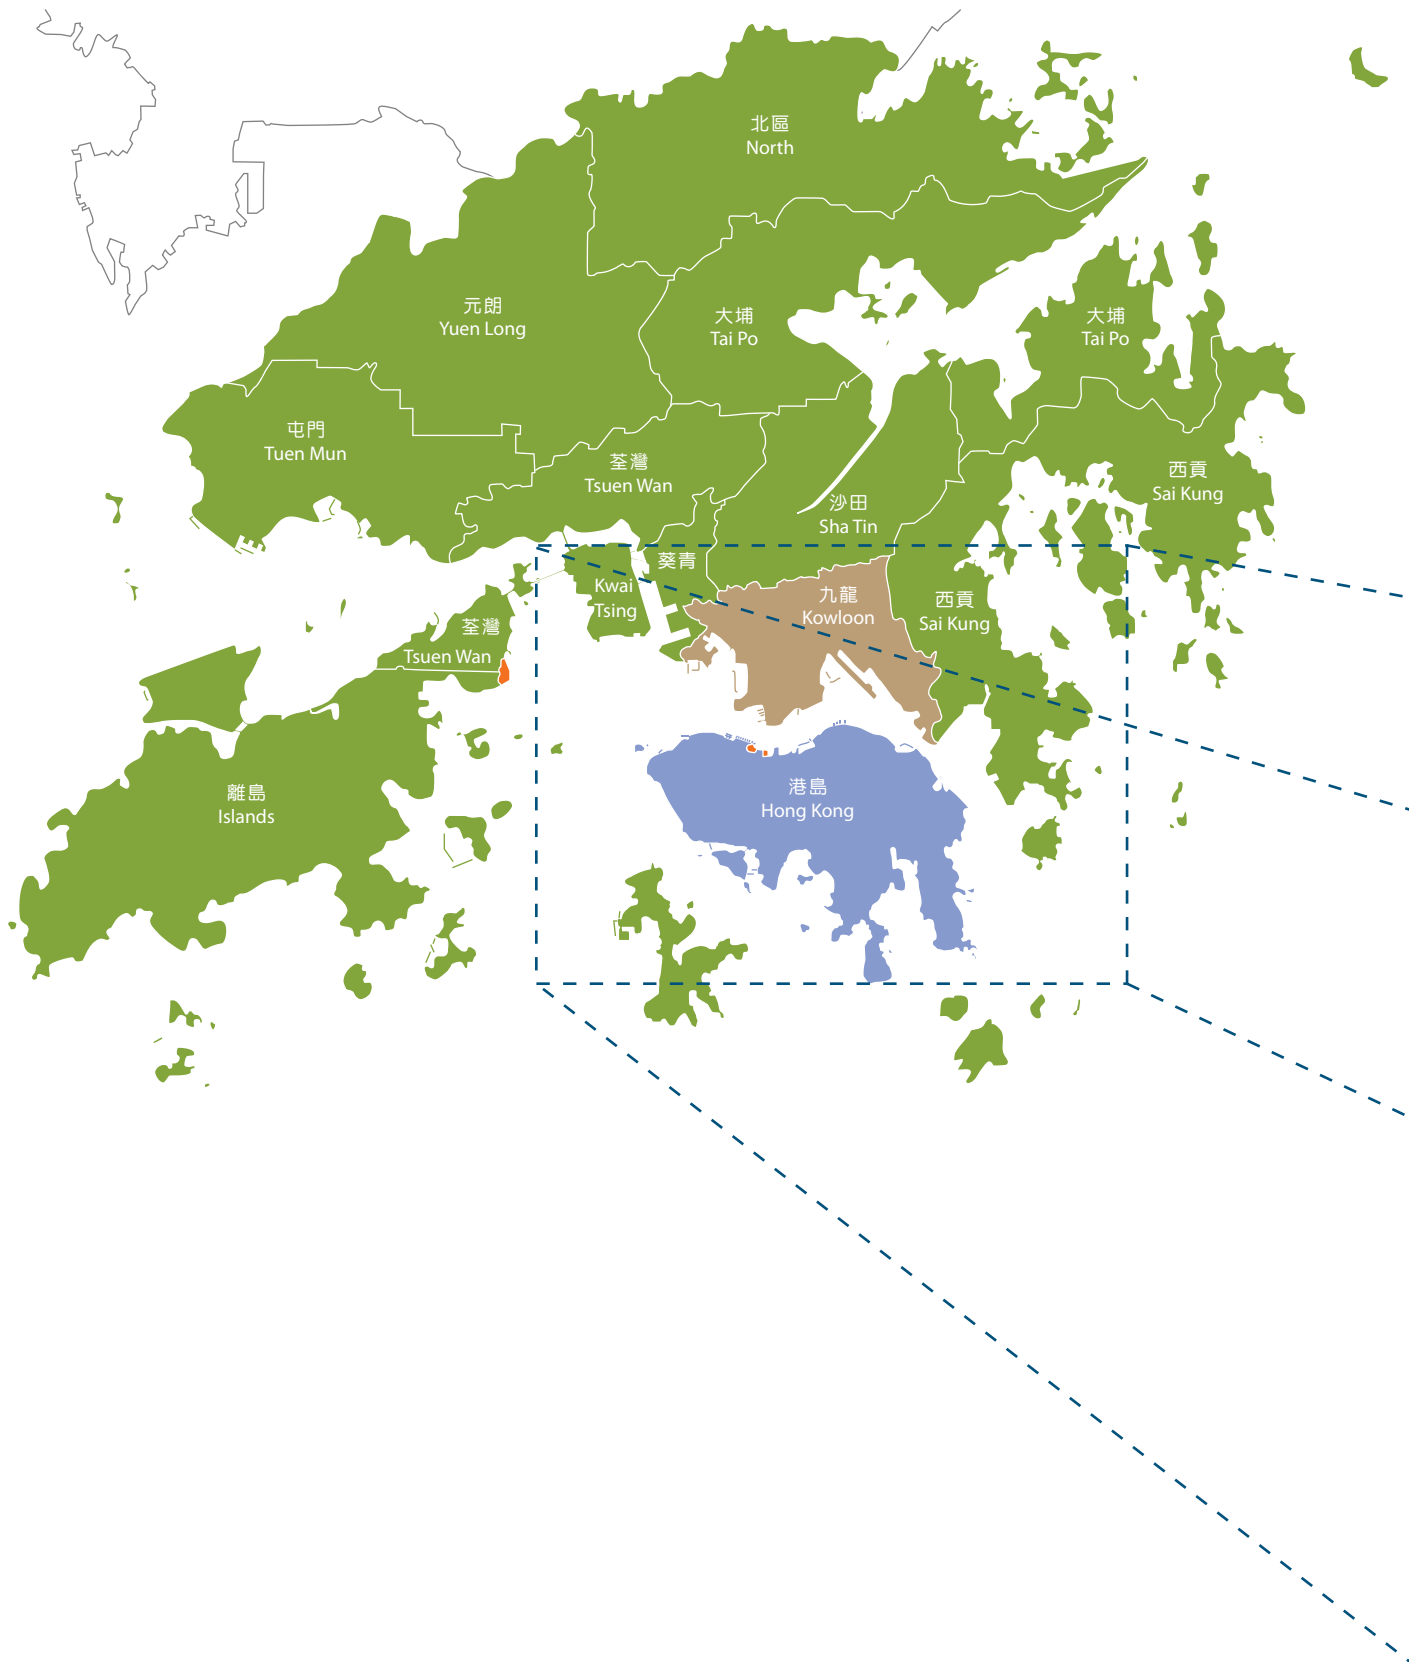 北區
North
元朗
Yuen Long
大埔
Tai Po
大埔
Tai Po
屯門
Tuen Mun
荃灣
Tsuen Wan
西貢
Sai Kung
沙田
Sha Tin
葵青
Kwai
Tsing
九龍
Kowloon
西貢
Sai Kung
荃灣
Tsuen Wan
離島
Islands
港島
Hong Kong